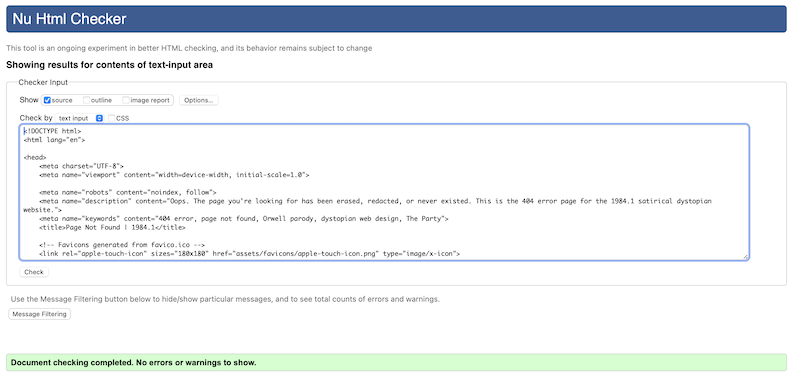 Nu Html Checker
This tool is an ongoing experiment in better HTML checking, and its behavior remains subject to change
Showing results for contents of text-input area
Checker Input
Show source outline image report Options...
Check by text input CSS
<!DOCTYPE html>
<html lang="en">
<head>
<meta charset="UTF-8">
<meta name="viewport" content="width=device-width, initial-scale=1.0">
<meta name="robots" content="noindex, follow">
<meta name="description" content="Oops. The page you're looking for has been erased, redacted, or never existed. This is the 404 error page for the 1984.1 satirical dystopian
website.">
<meta name="keywords" content="404 error, page not found, Orwell parody, dystopian web design, The Party">
<title>Page Not Found | 1984.1</title>
<!-- Favicons generated from favico.ico -->
<link rel="apple-touch-icon" sizes="180x180" href="assets/favicons/apple-touch-icon.png" type="image/x-icon">
Check
Use the Message Filtering button below to hide/show particular messages, and to see total counts of errors and warnings.
Message Filtering
Document checking completed. No errors or warnings to show.